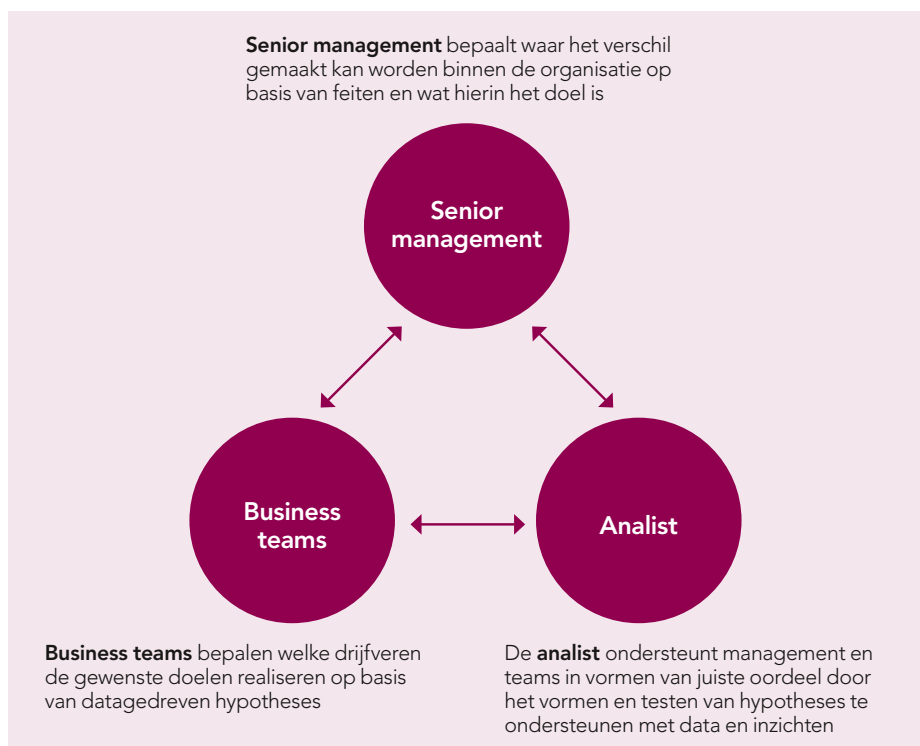 Senior management bepaalt waar het verschil
gemaakt kan worden binnen de organisatie op
basis van feiten en wat hierin het doel is
Senior
management
Business
teams
Analist
Business teams bepalen welke drijfveren
de gewenste doelen realiseren op basis
van datagedreven hypotheses
De analist ondersteunt management en
teams in vormen van juiste oordeel door
het vormen en testen van hypotheses te
ondersteunen met data en inzichten